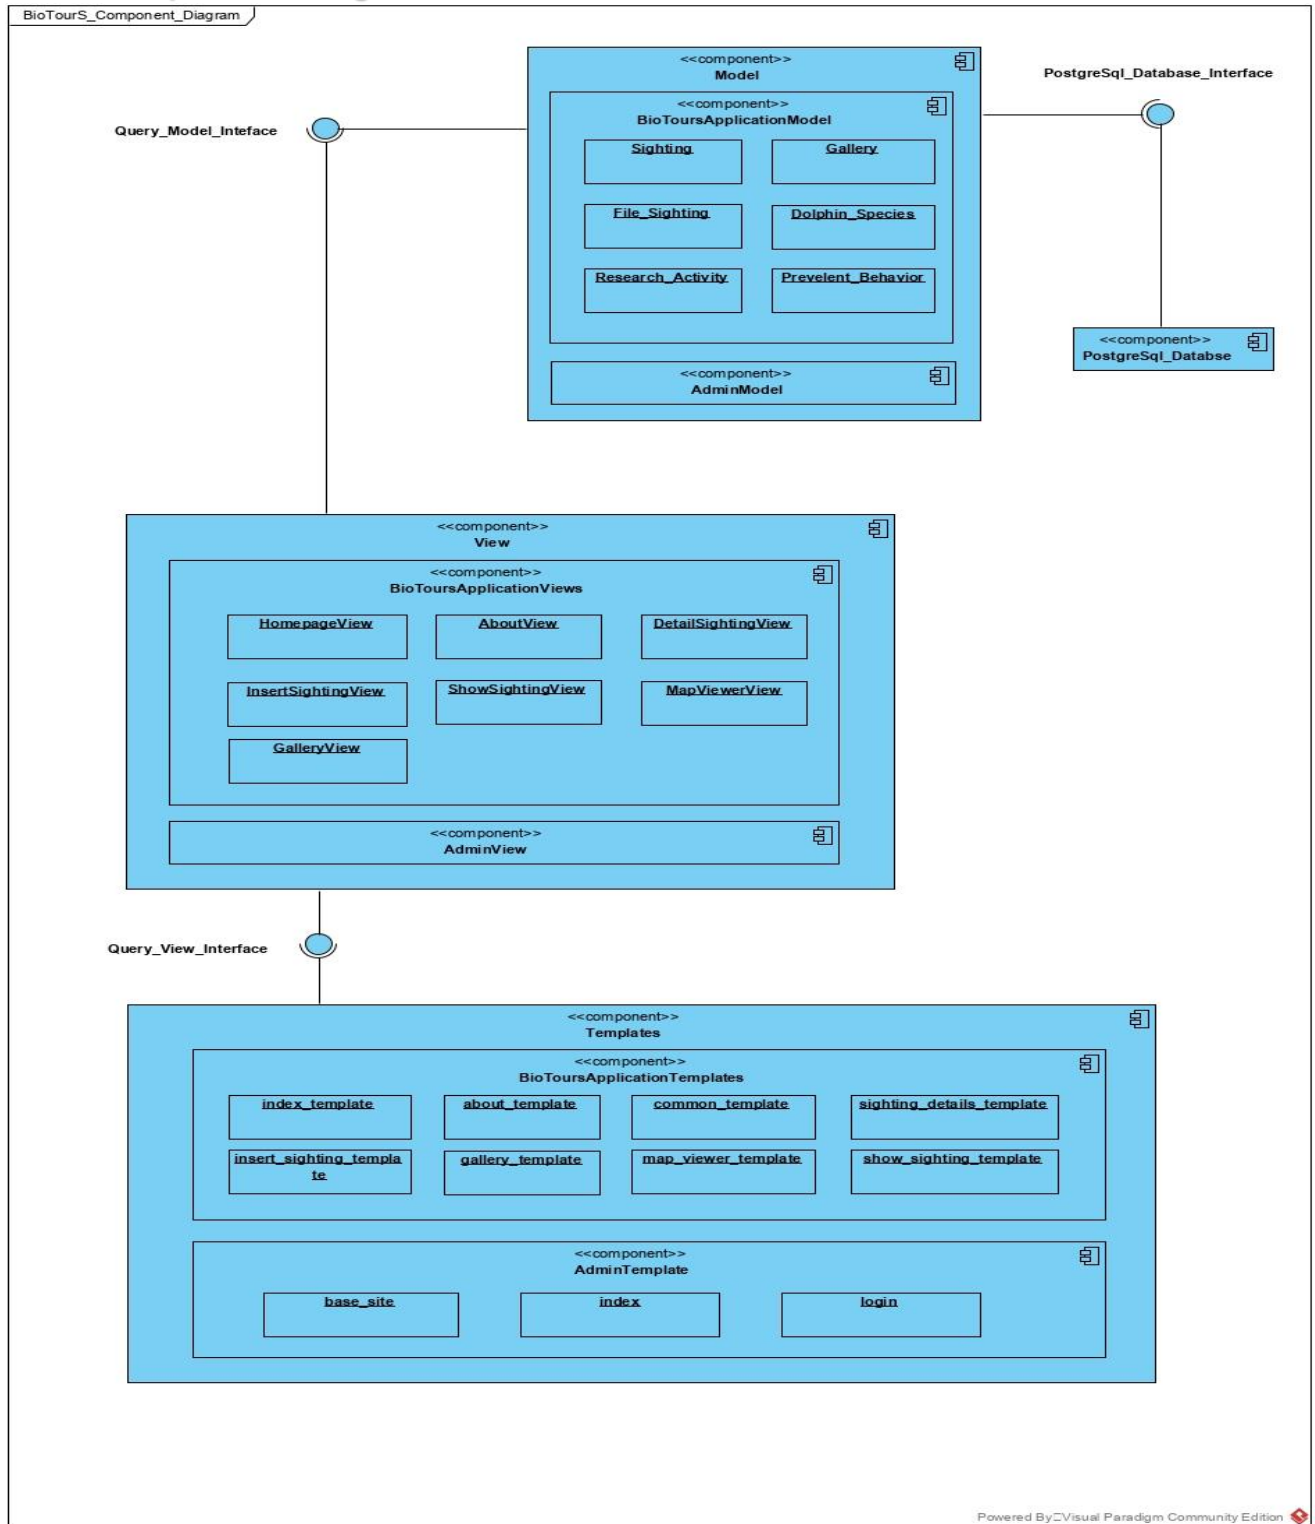 BioTourS_Component_Diagram
<<component>>
Model
PostgreSql_Database_Interface
<<component>>
BioToursApplicationModel
Query_Model_Inteface
Sighting
Gallery
File_Sighting
Dolphin_Species
Research_Activity
Prevelent_Behavior
<<component>>
PostgreSql_Databse
<<component>>
AdminModel
<<component>>
View
<<component>>
BioToursApplicationViews
HomepageView
AboutView
DetailSightingView
InsertSightingView
ShowSightingView
MapViewerView
GalleryView
<<component>>
AdminView
Query_View_Interface
<<component>>
Templates
<<component>>
BioToursApplicationTemplates
index_template
about_template
common_template
sighting_details_template
insert_sighting_templa
te
gallery_template
map_viewer_template
show_sighting_template
<<component>>
AdminTemplate
base_site
index
login
Powered By Visual Paradigm Community Edition